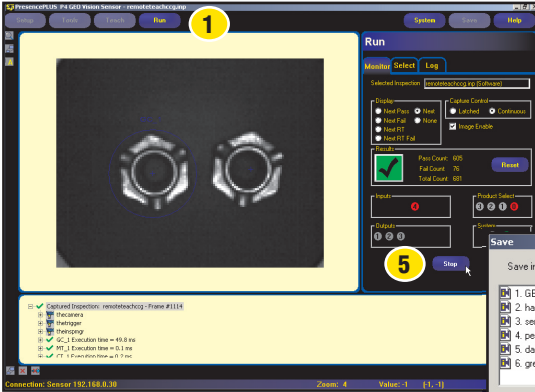 PresencePLUS P4 GEO Vision Sensor - remoteteachccg.inp
Setup Tools Teach Run
1
System Save Help
Run
Monitor Select Log
Selected Inspection remoteteachccg.inp (Software)
Display
Next Pass Next
Next Fail None
Next RT
Next RT Fail
Capture Control
Latched Continuous
Image Enable
Results
Pass Count: 605
Fail Count: 76
Total Count: 681
Reset
Inputs
4
Product Select
3 2 1 0
Outputs
1 2 3
System
5
Stop
Save
Save in
1. GE
2. ha
3. se
4. pe
5. da
6. gre
Captured Inspection: remoteteachccg - Frame #1114
thecamera
thetrigger
theinspmgr
GC_1 Execution time = 49.8 ms
MT_1 Execution time = 0.1 ms
CT_1 Execution time = 0.2 ms
Connection: Sensor 192.168.0.30 Zoom: 4 Value: -1 (-1, -1)